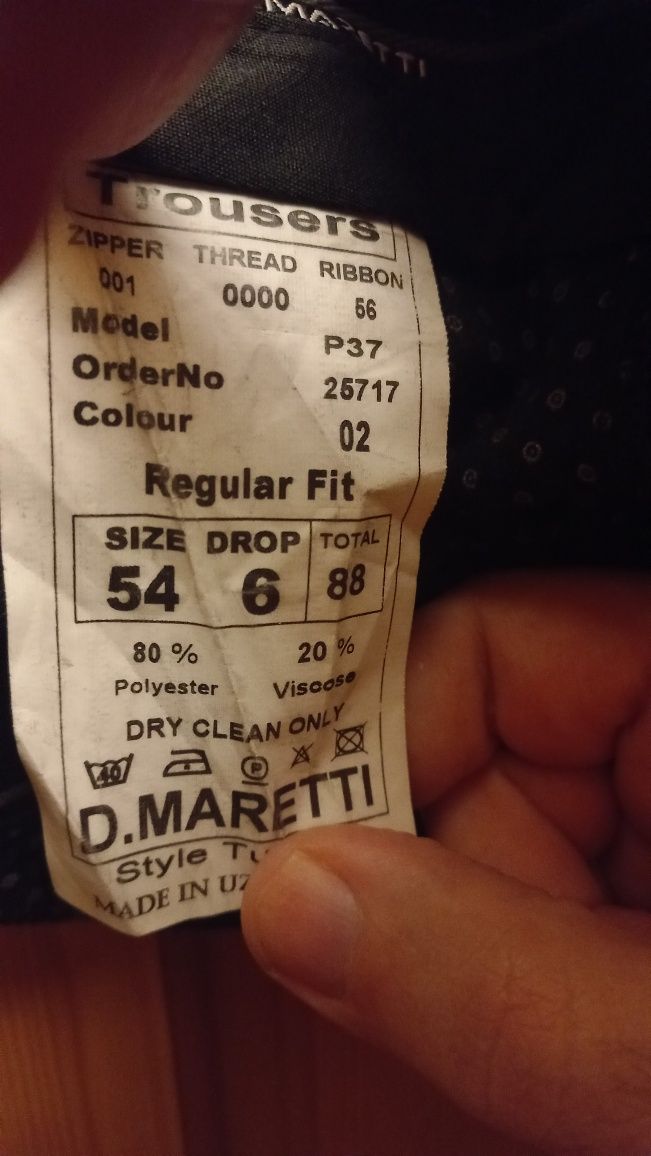 MARETTI
Trousers
ZIPPER THREAD RIBBON
001 0000 56
Model P37
OrderNo 25717
Colour 02
Regular Fit
SIZE DROP TOTAL
54 6 88
80 % 20 %
Polyester Viscose
DRY CLEAN ONLY
40 P
D.MARETTI
Style
MADE IN